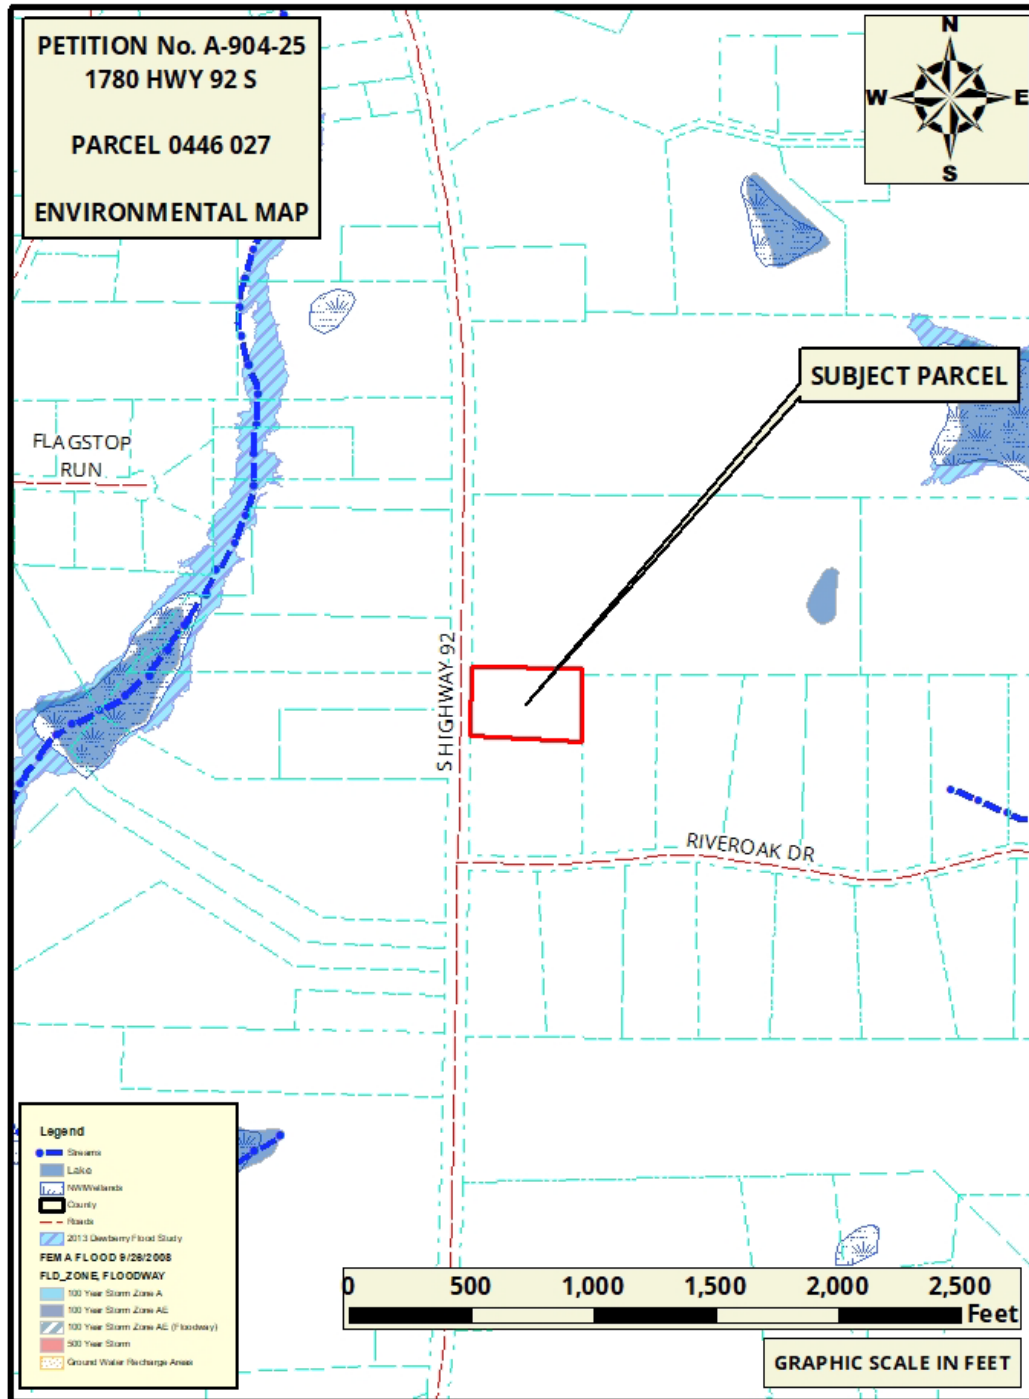 PETITION No. A-904-25
1780 HWY 92 S
PARCEL 0446 027
ENVIRONMENTAL MAP
N
W
E
S
SUBJECT PARCEL
FLAGSTOP
RUN
S HIGHWAY 92
RIVEROAK DR
Legend
Streams
Lake
NWIWetlands
County
Roads
2013 Dewberry Flood Study
FEMA FLOOD 9/26/2008
FLD_ZONE, FLOODWAY
100 Year Storm Zone A
100 Year Storm Zone AE
100 Year Storm Zone AE (Floodway)
500 Year Storm
Ground Water Recharge Areas
0 500 1,000 1,500 2,000 2,500
Feet
GRAPHIC SCALE IN FEET